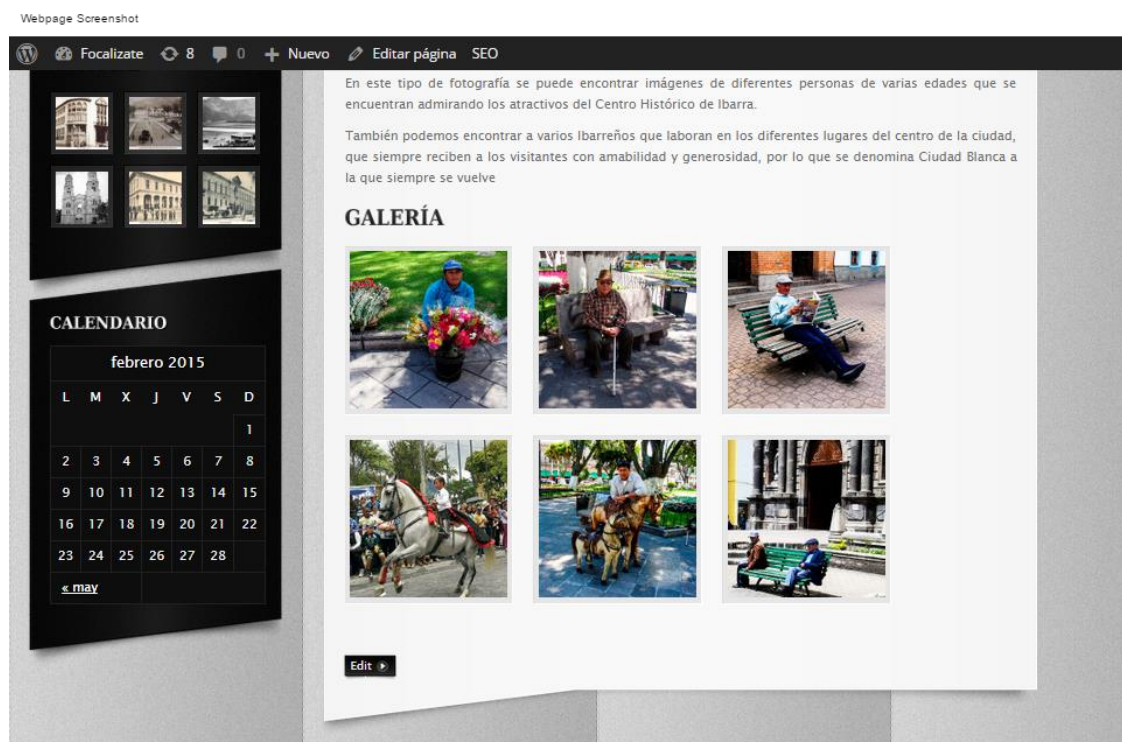 Webpage Screenshot
Focalizate 8 0 Nuevo Editar página SEO
En este tipo de fotografía se puede encontrar imágenes de diferentes personas de varias edades que se
encuentran admirando los atractivos del Centro Histórico de Ibarra.
También podemos encontrar a varios Ibarreños que laboran en los diferentes lugares del centro de la ciudad,
que siempre reciben a los visitantes con amabilidad y generosidad, por lo que se denomina Ciudad Blanca a
la que siempre se vuelve
GALERÍA
CALENDARIO
febrero 2015
L M X J V S D
1
2 3 4 5 6 7 8
9 10 11 12 13 14 15
16 17 18 19 20 21 22
23 24 25 26 27 28
« may
Edit